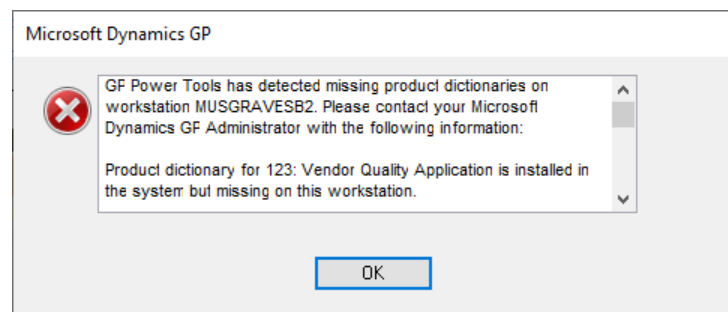 Microsoft Dynamics GP
GP Power Tools has detected missing product dictionaries on
workstation MUSGRAVESB2. Please contact your Microsoft
Dynamics GP Administrator with the following information:
Product dictionary for 123: Vendor Quality Application is installed in
the system but missing on this workstation.
OK